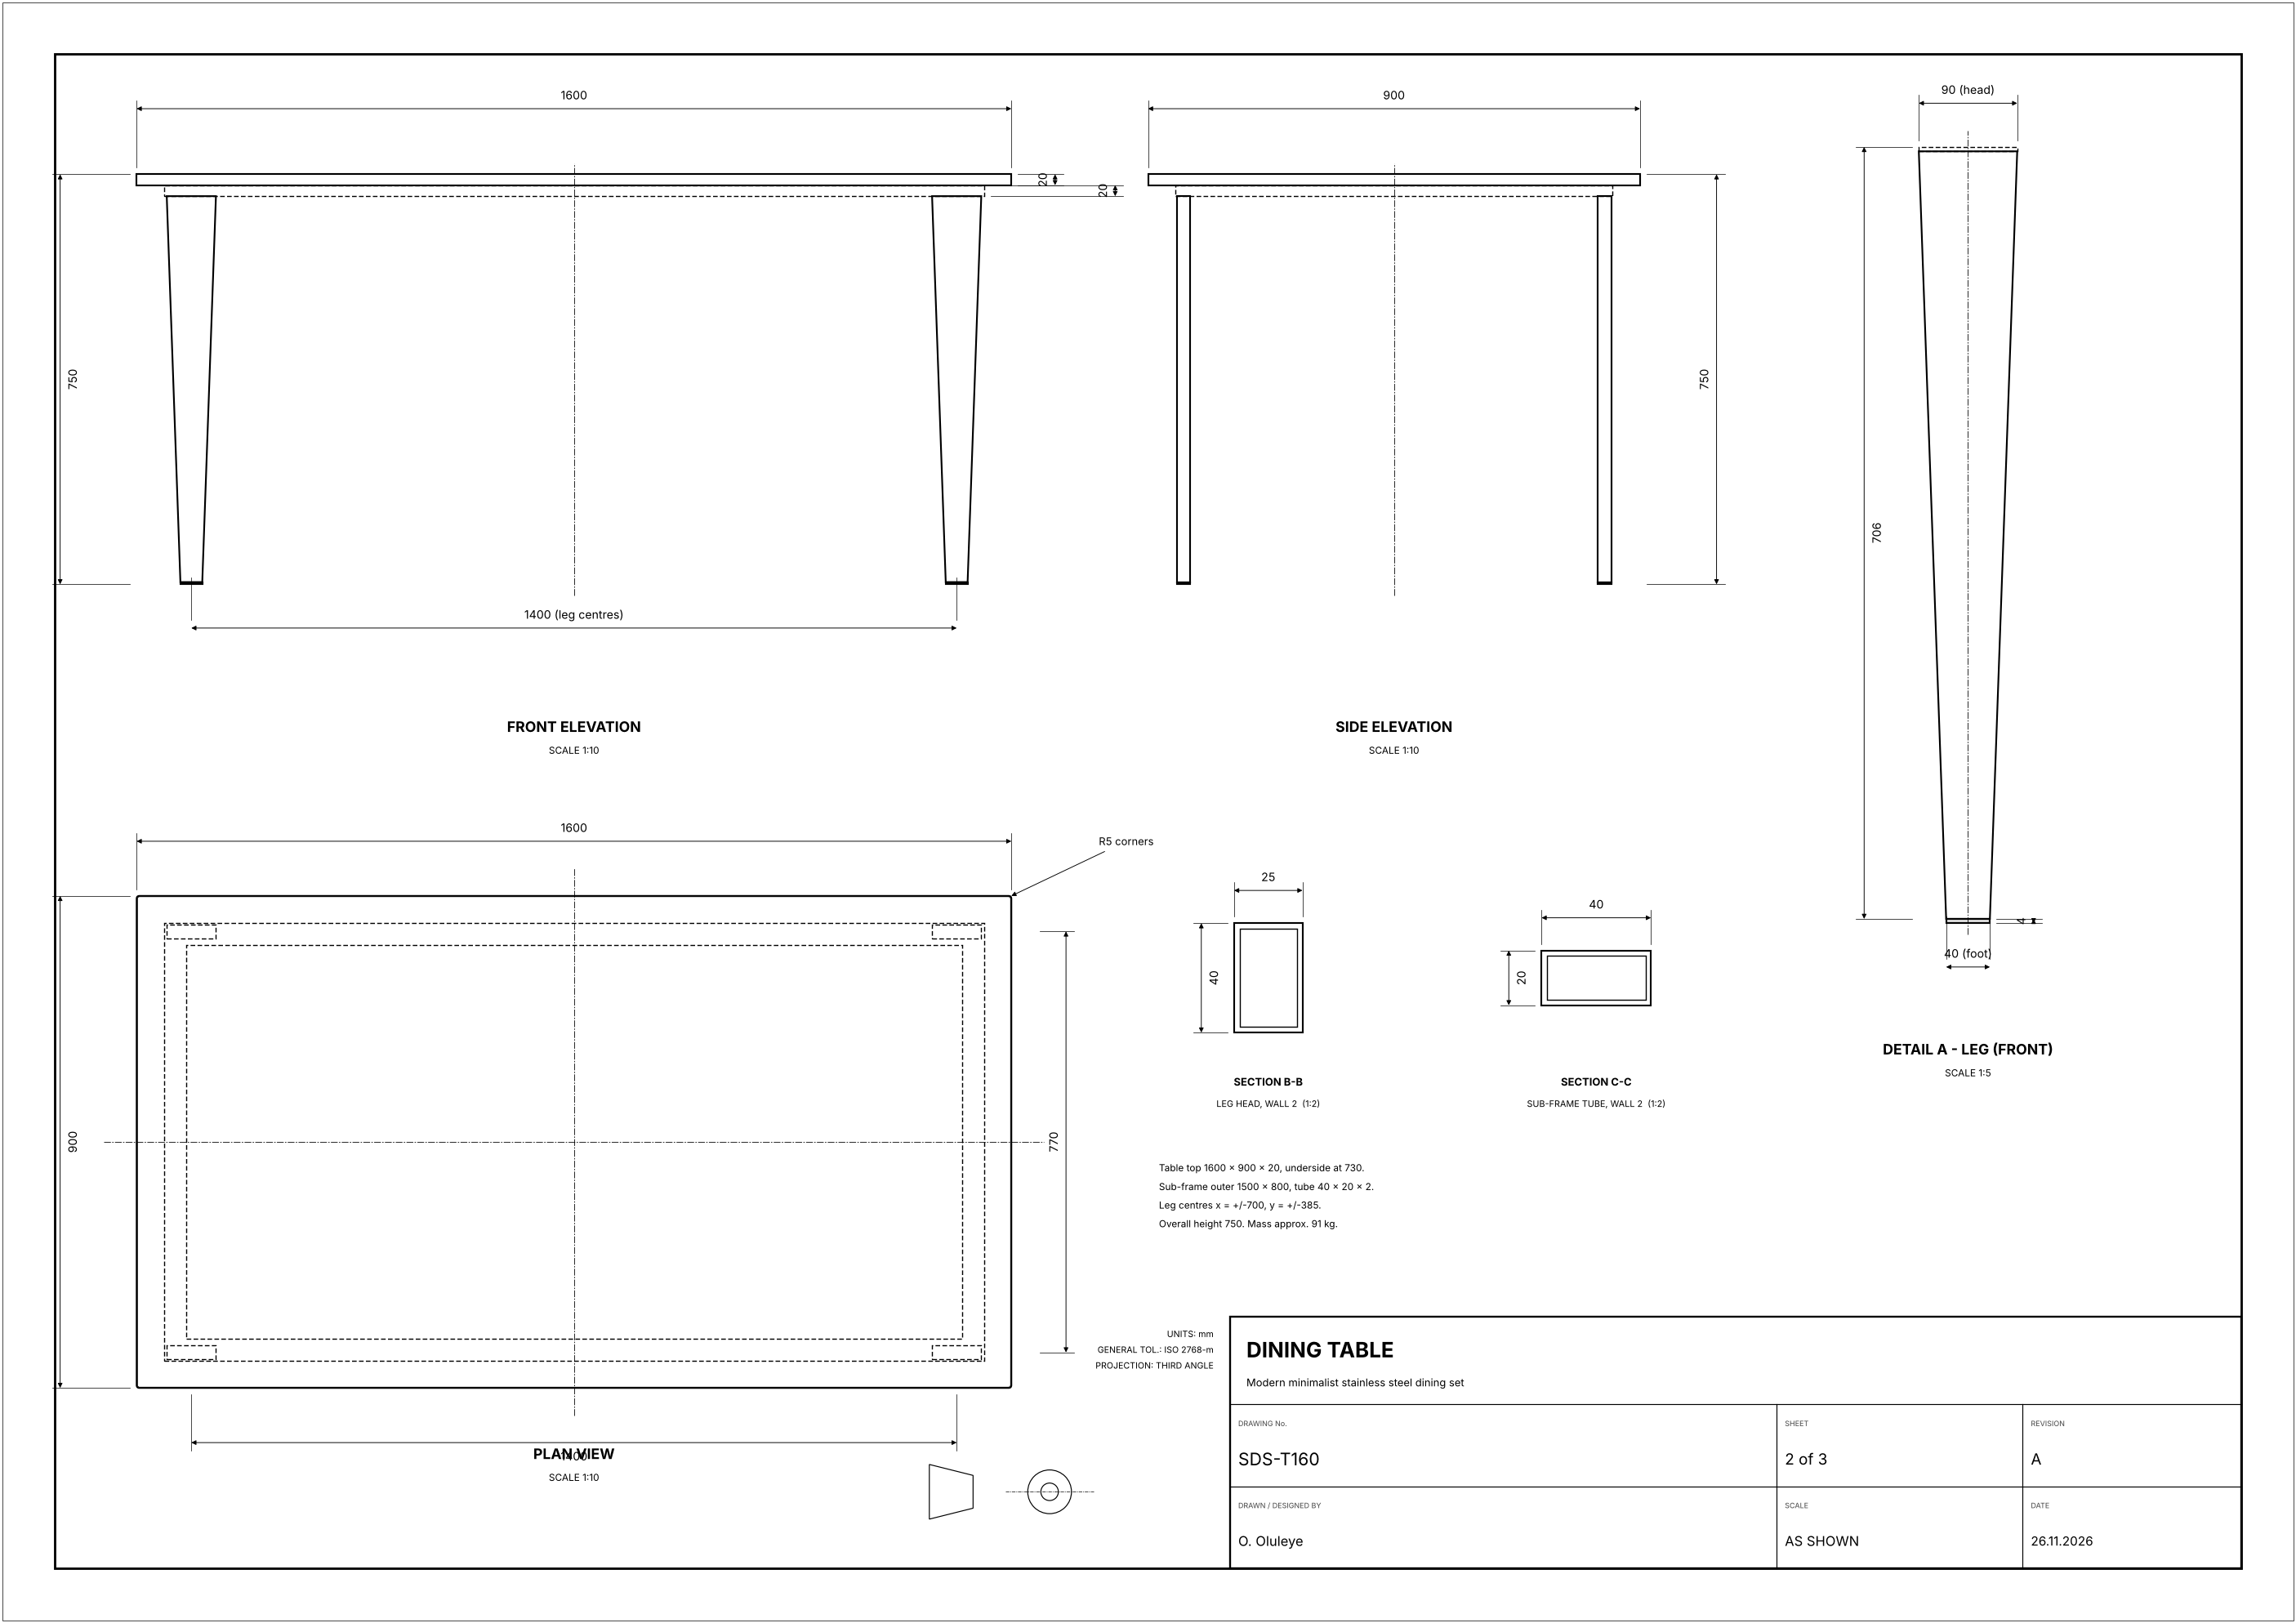 1600
900
90 (head)
20
20
750
750
706
1400 (leg centres)
FRONT ELEVATION
SCALE 1:10
SIDE ELEVATION
SCALE 1:10
1600
R5 corners
25
40
40
20
4
40 (foot)
SECTION B-B
LEG HEAD, WALL 2 (1:2)
SECTION C-C
SUB-FRAME TUBE, WALL 2 (1:2)
DETAIL A - LEG (FRONT)
SCALE 1:5
900
770
Table top 1600 × 900 × 20, underside at 730.
Sub-frame outer 1500 × 800, tube 40 × 20 × 2.
Leg centres x = +/-700, y = +/-385.
Overall height 750. Mass approx. 91 kg.
UNITS: mm
GENERAL TOL.: ISO 2768-m
PROJECTION: THIRD ANGLE
1400
PLAN VIEW
SCALE 1:10
DINING TABLE
Modern minimalist stainless steel dining set
DRAWING No.
SDS-T160
SHEET
2 of 3
REVISION
A
DRAWN / DESIGNED BY
O. Oluleye
SCALE
AS SHOWN
DATE
26.11.2026